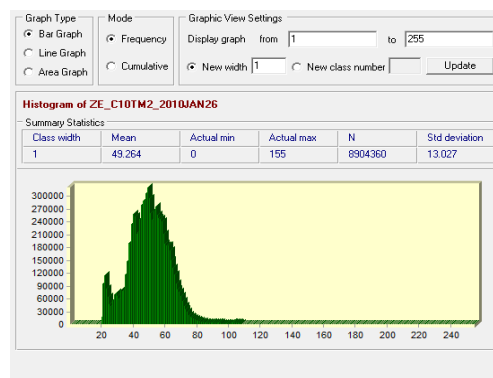 Graph Type
Mode
Graphic View Settings
Bar Graph
Line Graph
Area Graph
Frequency
Cumulative
Display graph from 1 to 255
New width 1 New class number Update
Histogram of ZE_C10TM2_2010JAN26
Summary Statistics
Class width Mean Actual min Actual max N Std deviation
1 49.264 0 155 8904360 13.027
300000
270000
240000
210000
180000
150000
120000
90000
60000
30000
0
20 40 60 80 100 120 140 160 180 200 220 240